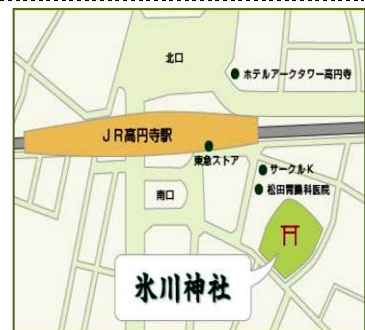 北口
ホテルアークタワー高円寺
JR高円寺駅
東急ストア
サークルK
南口
松田胃腸科医院
氷川神社